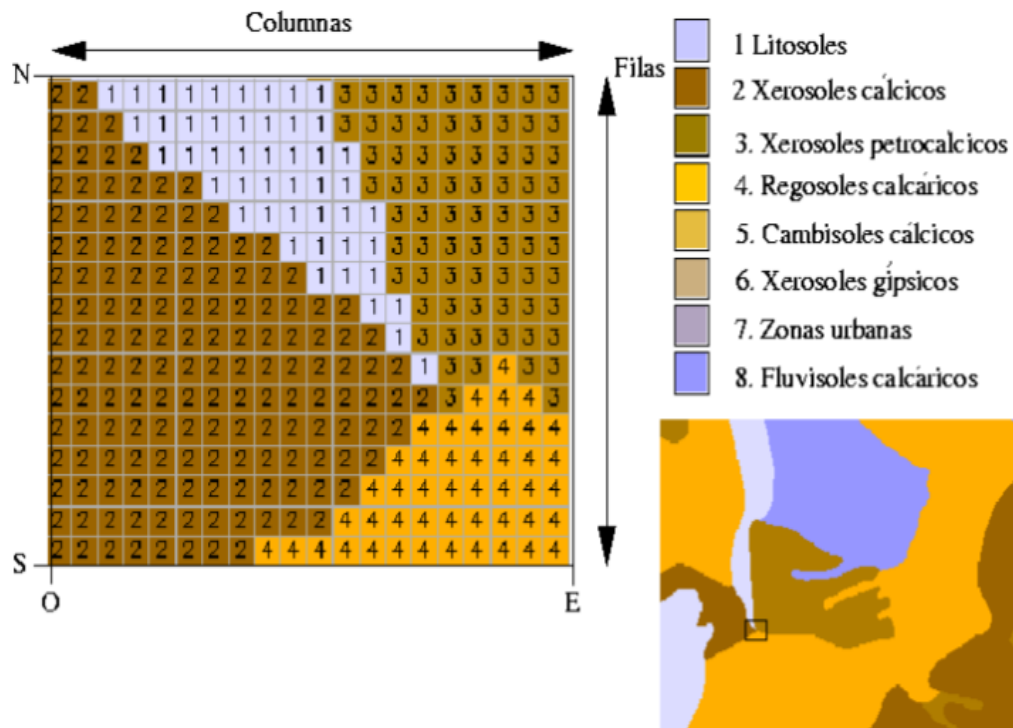 Columnas
N
Filas
2 2 1 1 1 1 1 1 1 1 1 3 3 3 3 3 3 3 3 3
2 2 2 1 1 1 1 1 1 1 1 3 3 3 3 3 3 3 3 3
2 2 2 2 1 1 1 1 1 1 1 1 3 3 3 3 3 3 3 3
2 2 2 2 2 2 1 1 1 1 1 1 3 3 3 3 3 3 3 3
2 2 2 2 2 2 2 1 1 1 1 1 1 3 3 3 3 3 3 3
2 2 2 2 2 2 2 2 2 1 1 1 1 3 3 3 3 3 3 3
2 2 2 2 2 2 2 2 2 2 1 1 1 3 3 3 3 3 3 3
2 2 2 2 2 2 2 2 2 2 2 2 1 1 3 3 3 3 3 3
2 2 2 2 2 2 2 2 2 2 2 2 2 1 3 3 3 3 3 3
2 2 2 2 2 2 2 2 2 2 2 2 2 2 1 3 3 4 3 3
2 2 2 2 2 2 2 2 2 2 2 2 2 2 2 3 4 4 4 3
2 2 2 2 2 2 2 2 2 2 2 2 2 2 4 4 4 4 4 4
2 2 2 2 2 2 2 2 2 2 2 2 2 4 4 4 4 4 4 4
2 2 2 2 2 2 2 2 2 2 2 2 4 4 4 4 4 4 4 4
2 2 2 2 2 2 2 2 2 2 2 4 4 4 4 4 4 4 4 4
2 2 2 2 2 2 2 2 4 4 4 4 4 4 4 4 4 4 4 4
S
O
E
1 Litosoles
2 Xerosoles cálcicos
3. Xerosoles petrocalcicos
4. Regosoles calcáricos
5. Cambisoles cálcicos
6. Xerosoles gípsicos
7. Zonas urbanas
8. Fluvisoles calcáricos